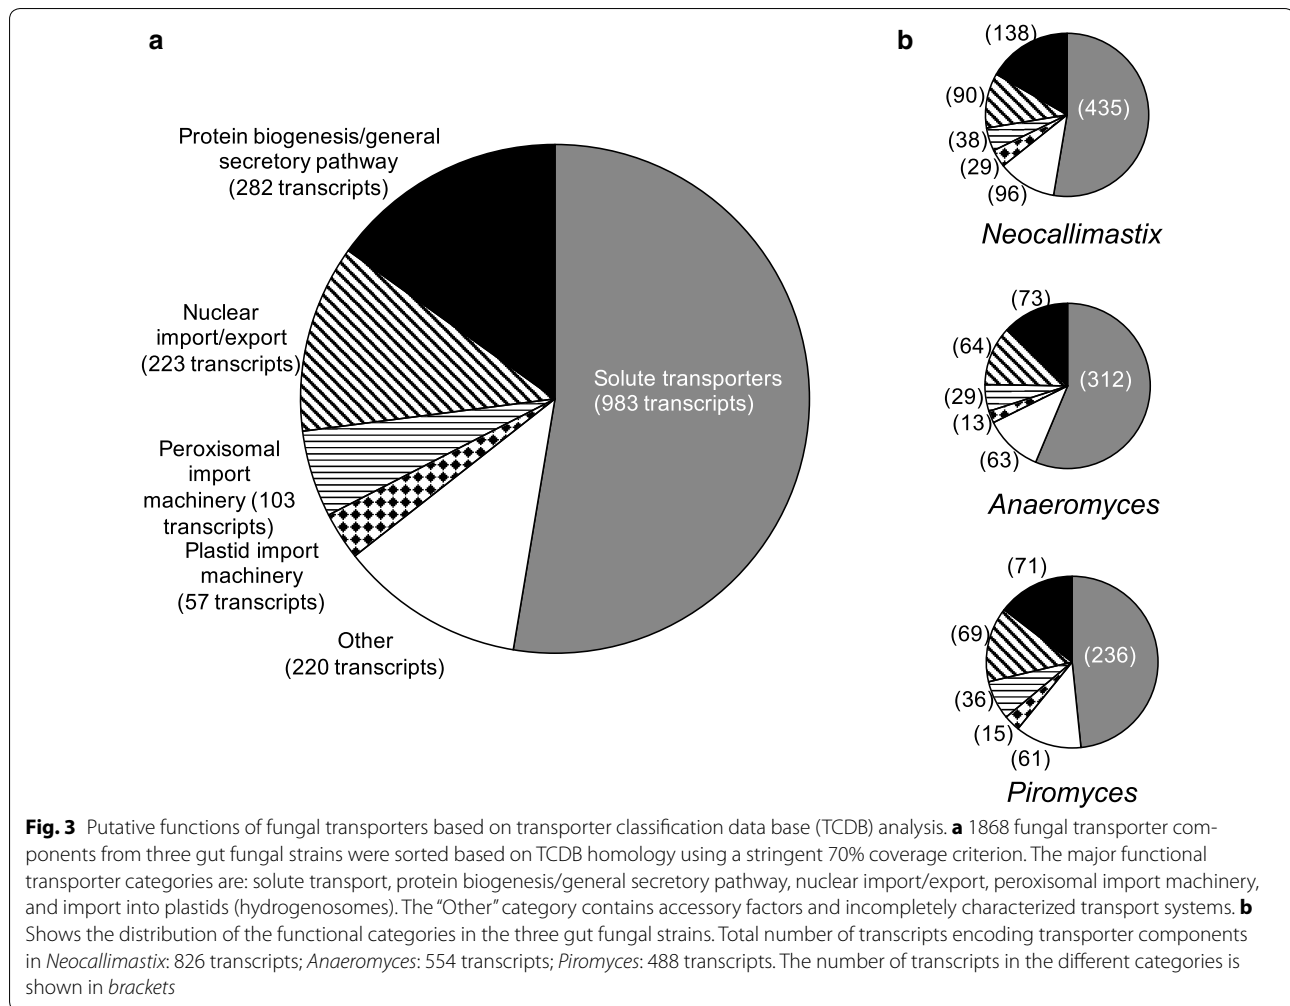 a
Protein biogenesis/general
secretory pathway
(282 transcripts)
Nuclear
import/export
(223 transcripts)
Peroxisomal
import
machinery (103
transcripts)
Plastid import
machinery
(57 transcripts)
Other
(220 transcripts)
Solute transporters
(983 transcripts)
b
(138)
(90)
(38)
(29)
(96)
(435)
Neocallimastix
(73)
(64)
(29)
(13)
(63)
(312)
Anaeromyces
(71)
(69)
(36)
(15)
(61)
(236)
Piromyces
Fig. 3 Putative functions of fungal transporters based on transporter classification data base (TCDB) analysis. a 1868 fungal transporter com-
ponents from three gut fungal strains were sorted based on TCDB homology using a stringent 70% coverage criterion. The major functional
transporter categories are: solute transport, protein biogenesis/general secretory pathway, nuclear import/export, peroxisomal import machinery,
and import into plastids (hydrogenosomes). The “Other” category contains accessory factors and incompletely characterized transport systems. b
Shows the distribution of the functional categories in the three gut fungal strains. Total number of transcripts encoding transporter components
in Neocallimastix: 826 transcripts; Anaeromyces: 554 transcripts; Piromyces: 488 transcripts. The number of transcripts in the different categories is
shown in brackets